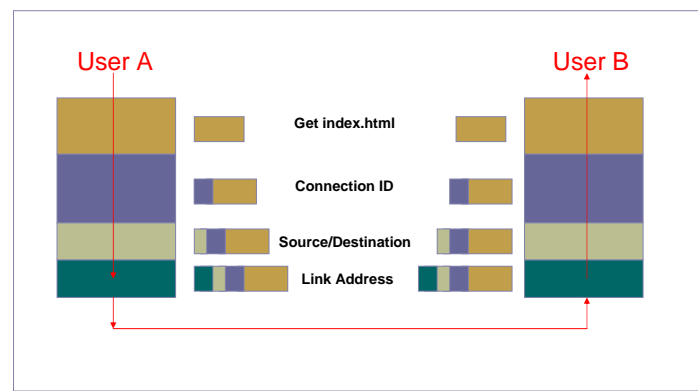 User A
User B
Get index.html
Connection ID
Source/Destination
Link Address